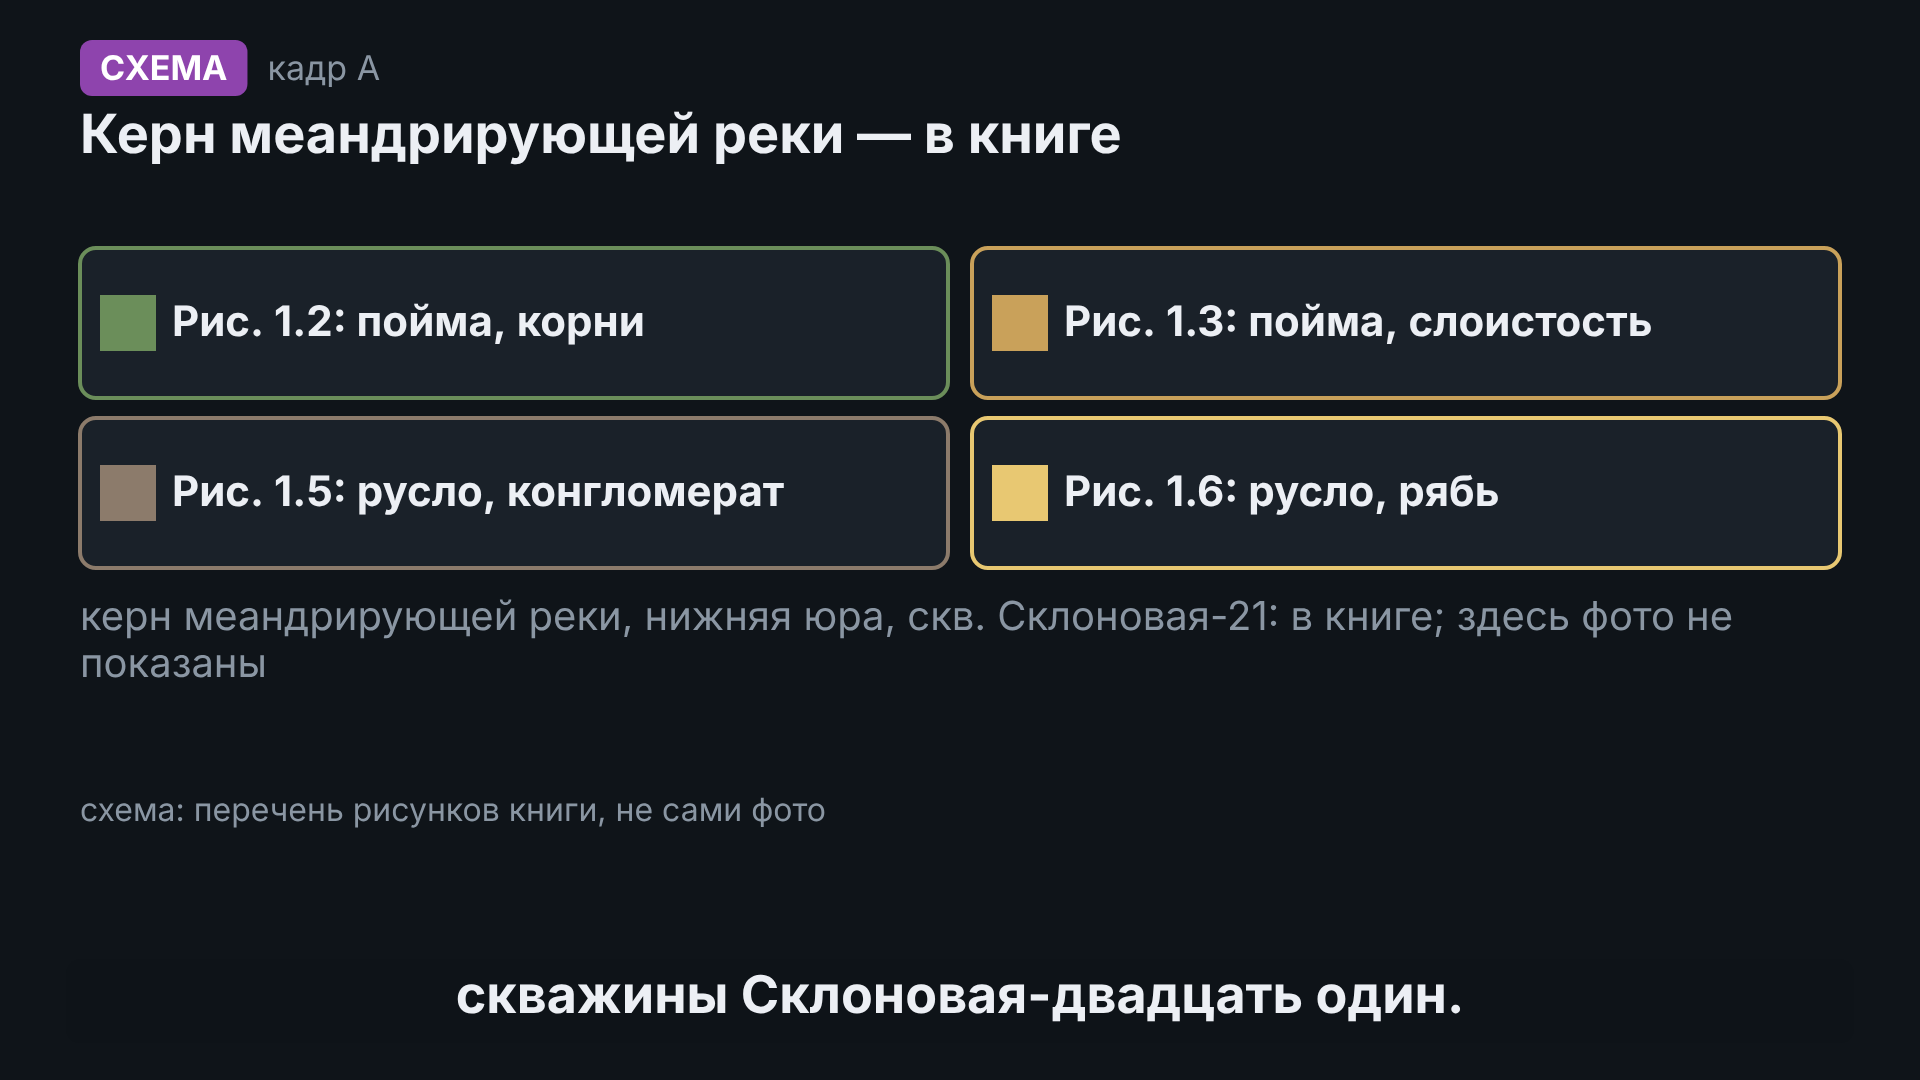 СХЕМА кадр А
Керн меандрирующей реки — в книге
Рис. 1.2: пойма, корни
Рис. 1.3: пойма, слоистость
Рис. 1.5: русло, конгломерат
Рис. 1.6: русло, рябь
керн меандрирующей реки, нижняя юра, скв. Склоновая-21: в книге; здесь фото не
показаны
схема: перечень рисунков книги, не сами фото
скважины Склоновая-двадцать один.